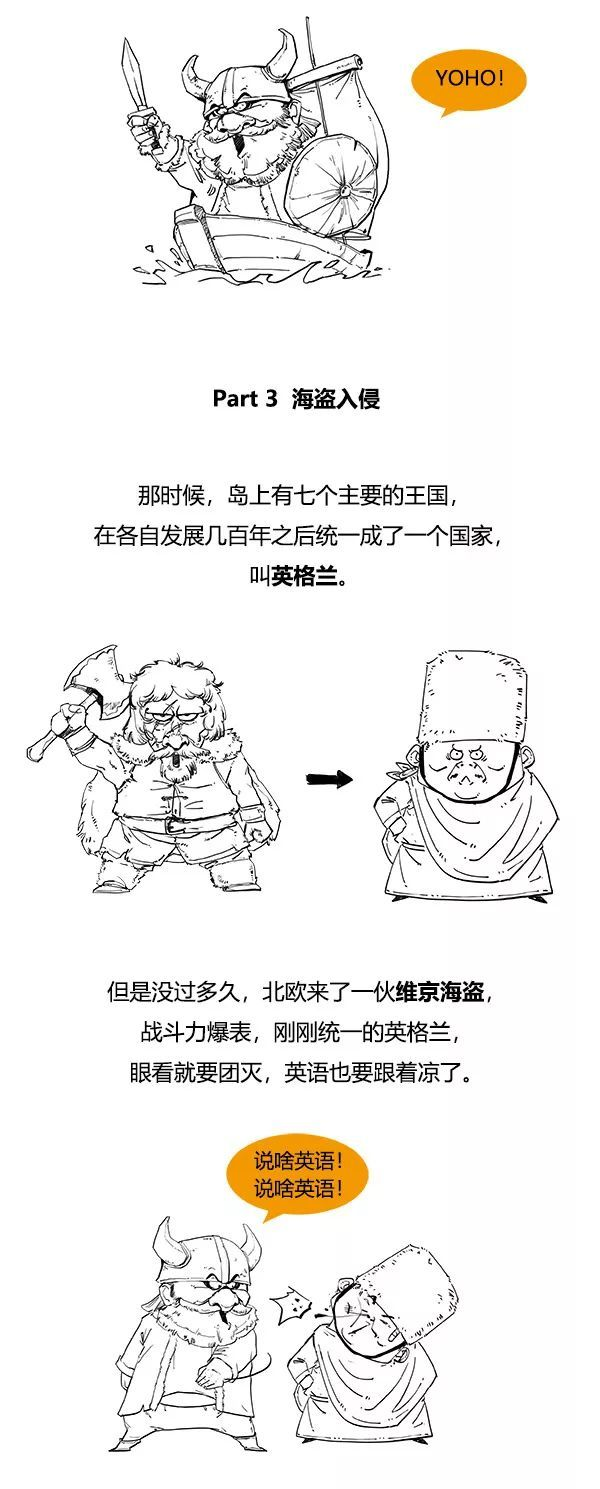 YOHO!
Part 3 海盗入侵
那时候，岛上有七个主要的王国，
在各自发展几百年之后统一成了一个国家，
叫英格兰。
但是没过多久，北欧来了一伙维京海盗，
战斗力爆表，刚刚统一的英格兰，
眼看就要团灭，英语也要跟着凉了。
说啥英语！
说啥英语！